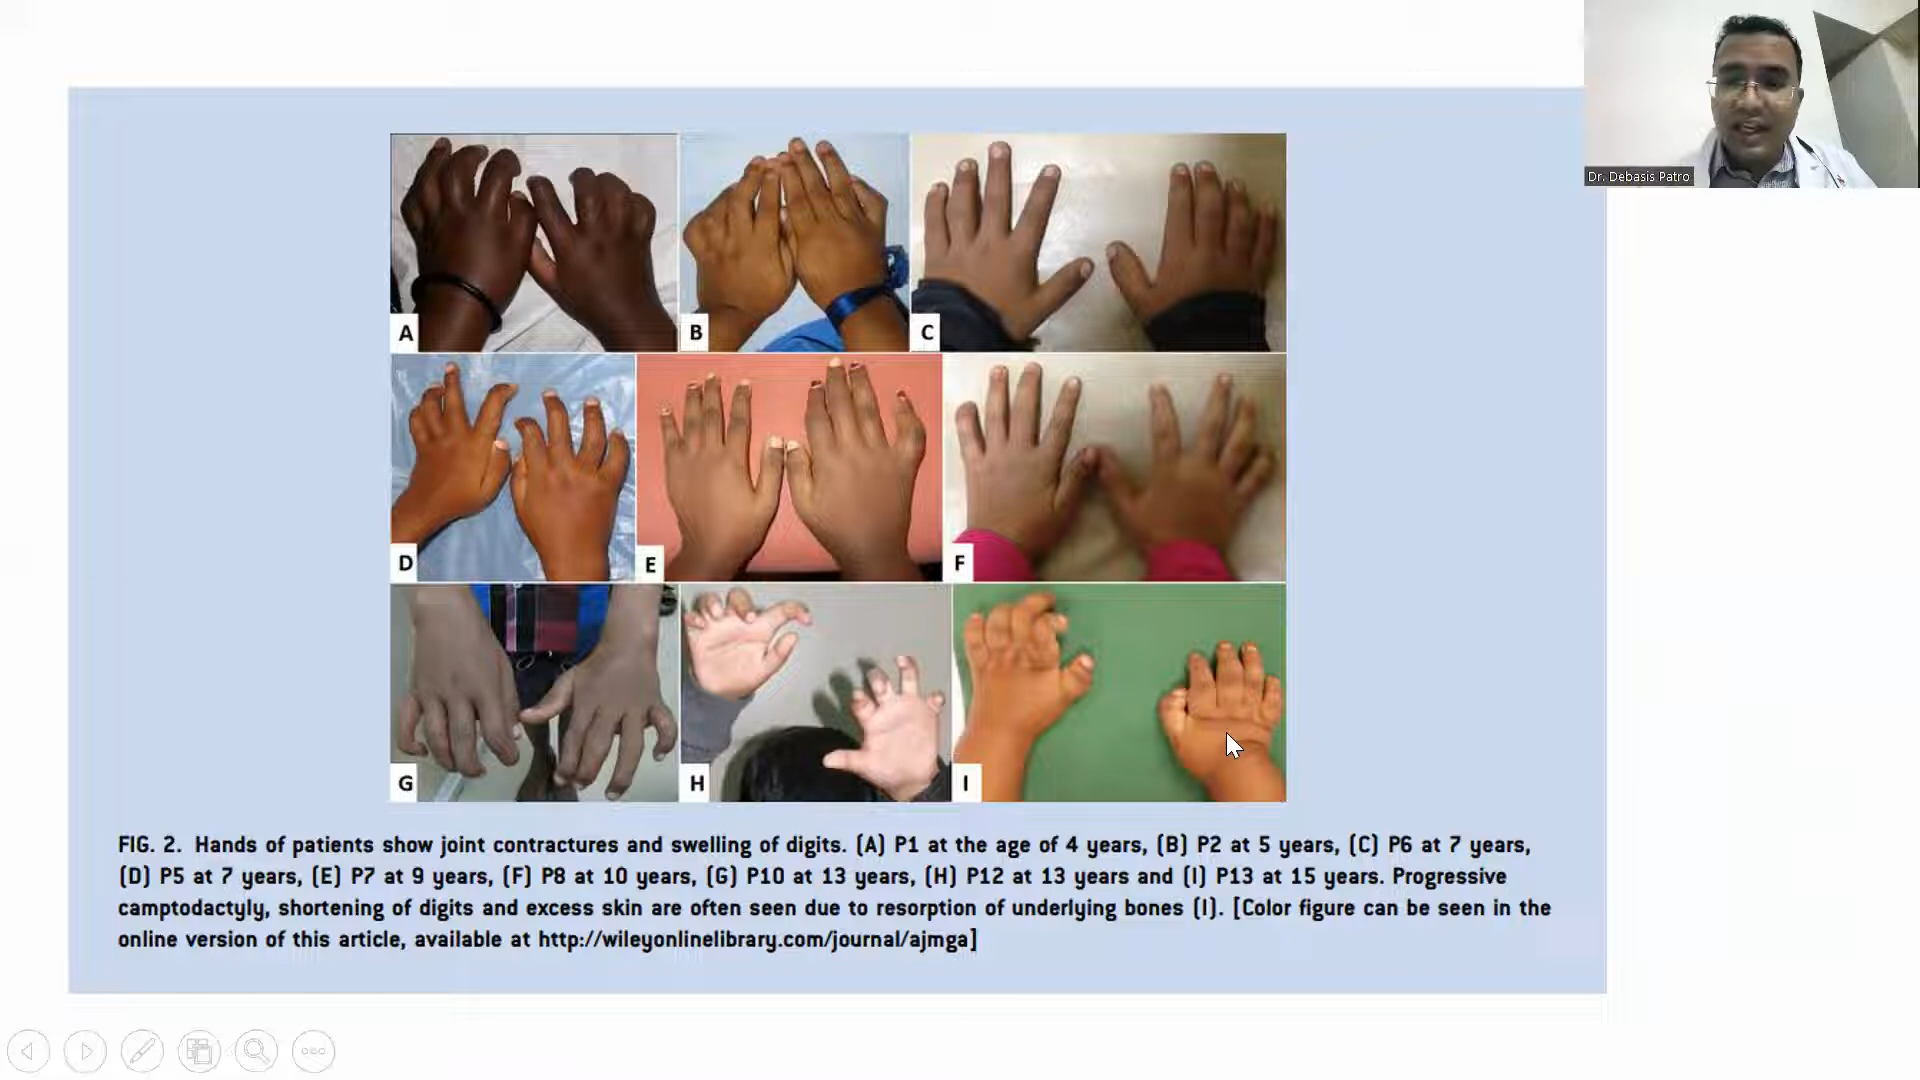 Dr. Debasis Patro
A
B
C
D
E
F
G
H
I
FIG. 2. Hands of patients show joint contractures and swelling of digits. (A) P1 at the age of 4 years, (B) P2 at 5 years, (C) P6 at 7 years,
(D) P5 at 7 years, (E) P7 at 9 years, (F) P8 at 10 years, (G) P10 at 13 years, (H) P12 at 13 years and (I) P13 at 15 years. Progressive
camptodactyly, shortening of digits and excess skin are often seen due to resorption of underlying bones (I). [Color figure can be seen in the
online version of this article, available at http://wileyonlinelibrary.com/journal/ajmga]